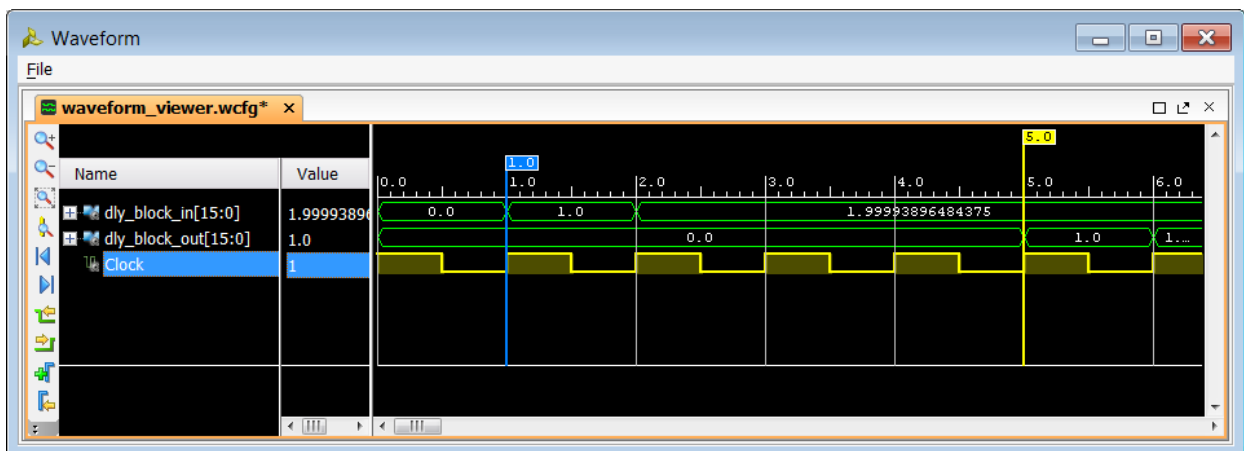 Waveform
File
waveform_viewer.wcfg* ×
5.0
1.0
Name Value
0.0 1.0 2.0 3.0 4.0 5.0 6.0
dly_block_in[15:0] 1.9999389 0.0 1.0 1.99993896484375
dly_block_out[15:0] 1.0 0.0 1.0 1....
Clock 1